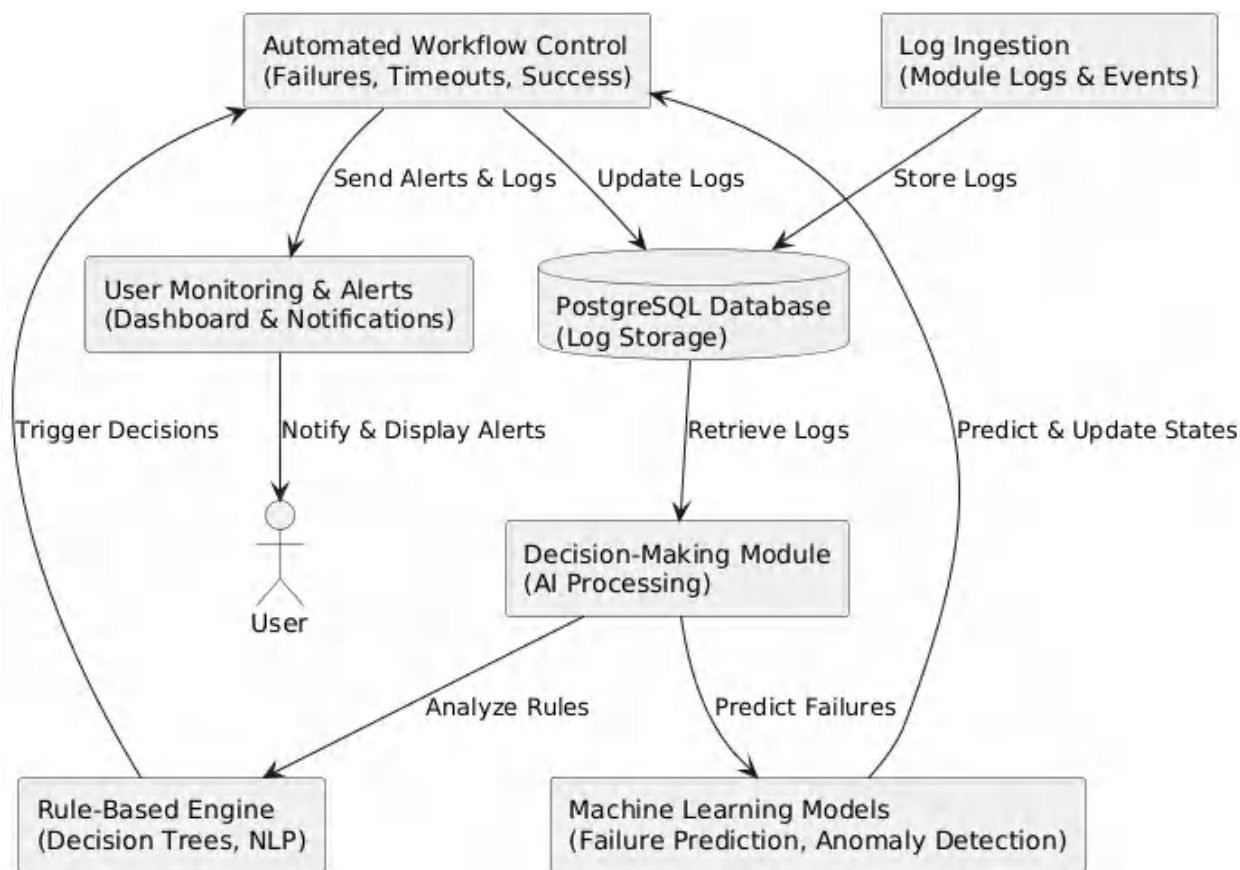 Automated Workflow Control
(Failures, Timeouts, Success)
Log Ingestion
(Module Logs & Events)
Send Alerts & Logs
Update Logs
Store Logs
User Monitoring & Alerts
(Dashboard & Notifications)
PostgreSQL Database
(Log Storage)
Trigger Decisions
Notify & Display Alerts
Retrieve Logs
Predict & Update States
Decision-Making Module
(AI Processing)
User
Analyze Rules
Predict Failures
Rule-Based Engine
(Decision Trees, NLP)
Machine Learning Models
(Failure Prediction, Anomaly Detection)